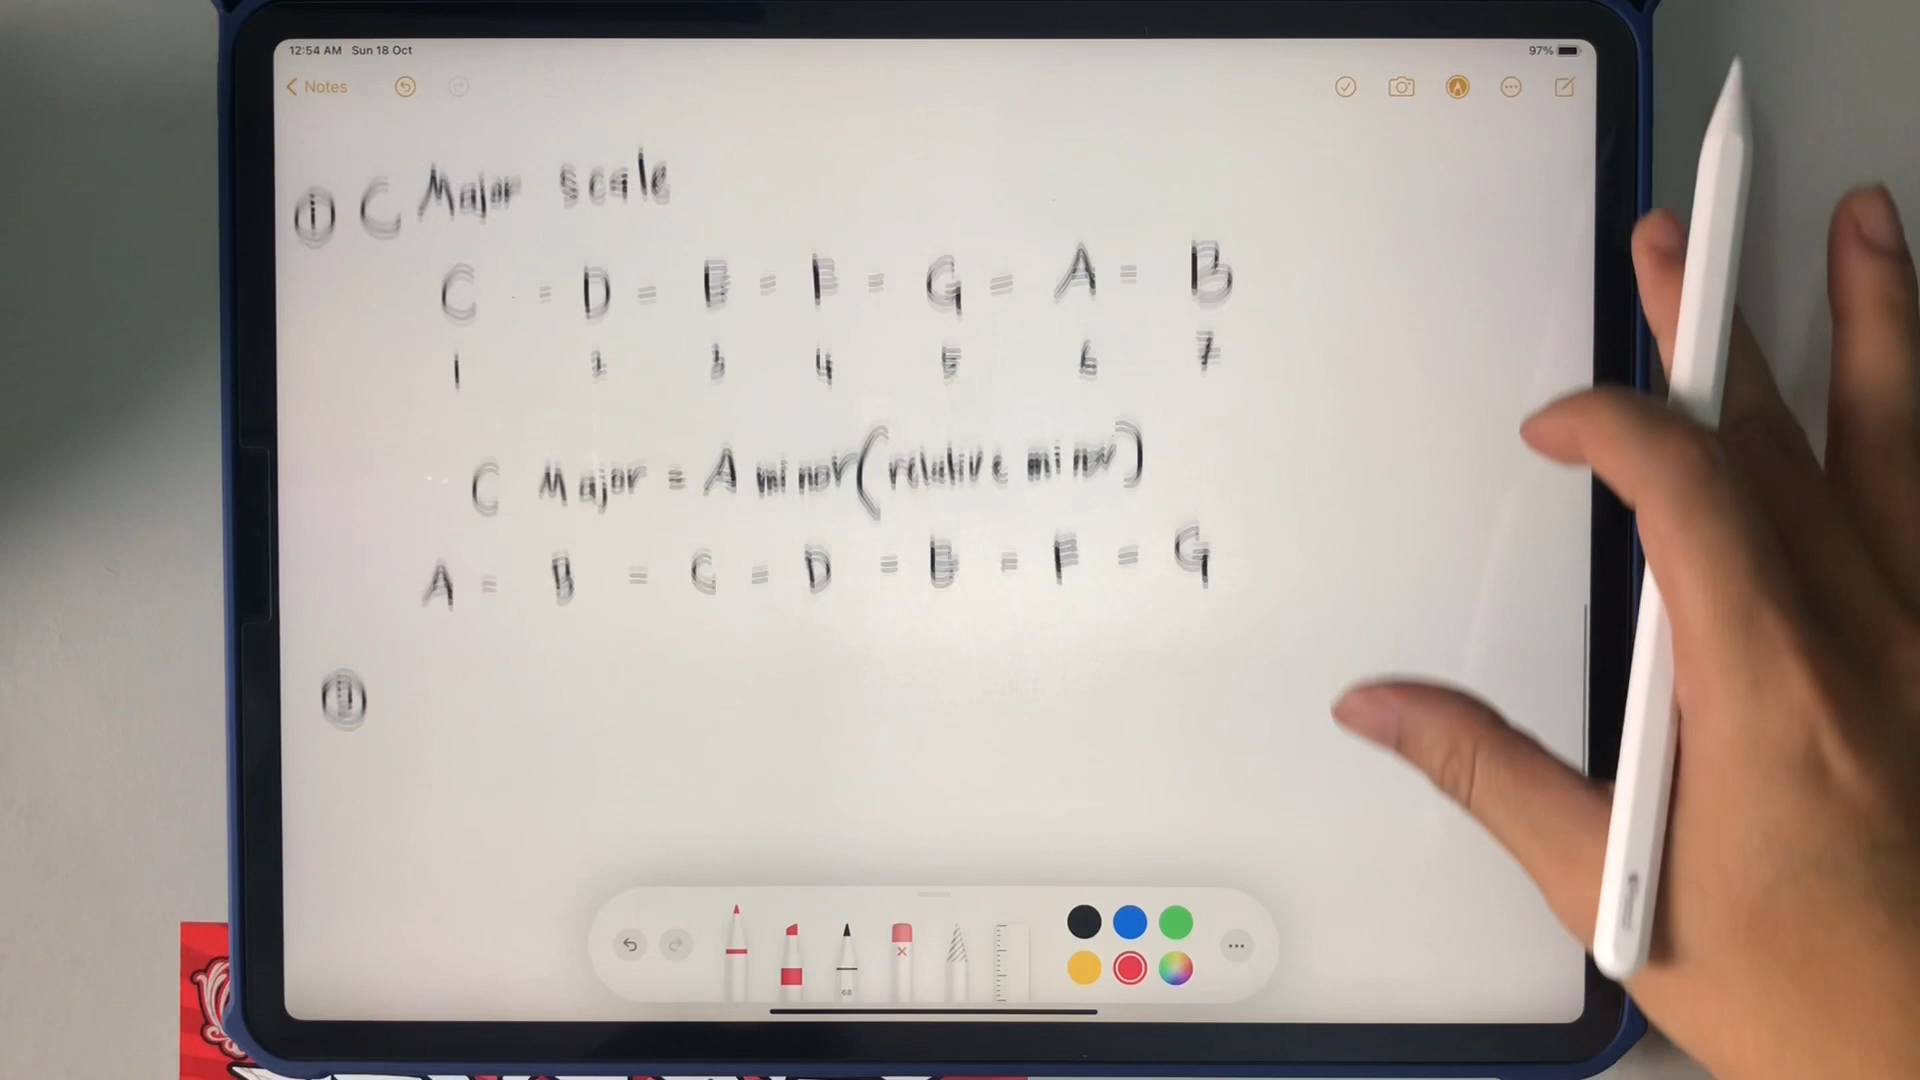 12:54 AM Sun 18 Oct 97%
Notes
① C Major scale
C - D - E - F - G - A - B
1 2 3 4 5 6 7
C Major = A minor (relative minor)
A - B - C - D - E - F - G
68